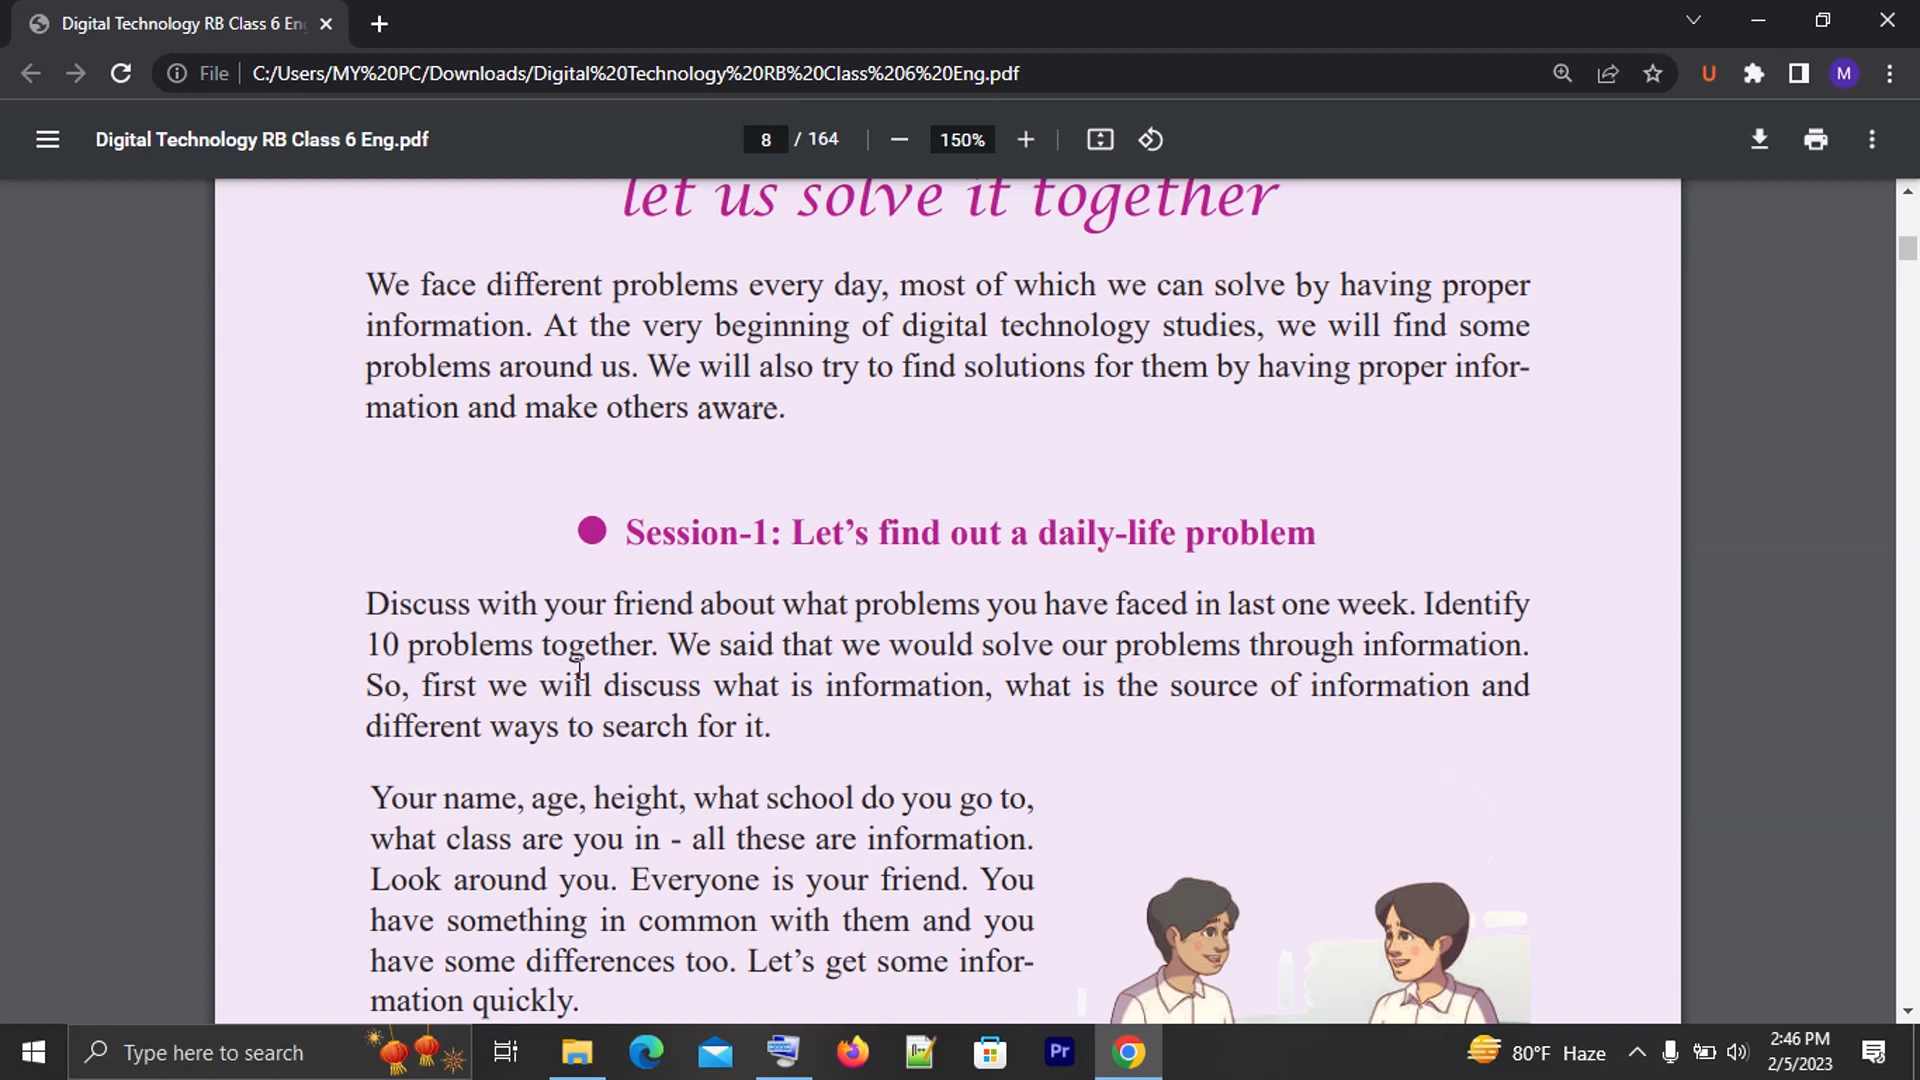 Digital Technology RB Class 6 En
File
C:/Users/MY%20PC/Downloads/Digital%20Technology%20RB%20Class%206%20Eng.pdf
U
M
Digital Technology RB Class 6 Eng.pdf
8 / 164
150%
let us solve it together
We face different problems every day, most of which we can solve by having proper
information. At the very beginning of digital technology studies, we will find some
problems around us. We will also try to find solutions for them by having proper infor-
mation and make others aware.
Session-1: Let’s find out a daily-life problem
Discuss with your friend about what problems you have faced in last one week. Identify
10 problems together. We said that we would solve our problems through information.
So, first we will discuss what is information, what is the source of information and
different ways to search for it.
Your name, age, height, what school do you go to,
what class are you in - all these are information.
Look around you. Everyone is your friend. You
have something in common with them and you
have some differences too. Let’s get some infor-
mation quickly.
Type here to search
Pr
80°F Haze
2:46 PM
2/5/2023